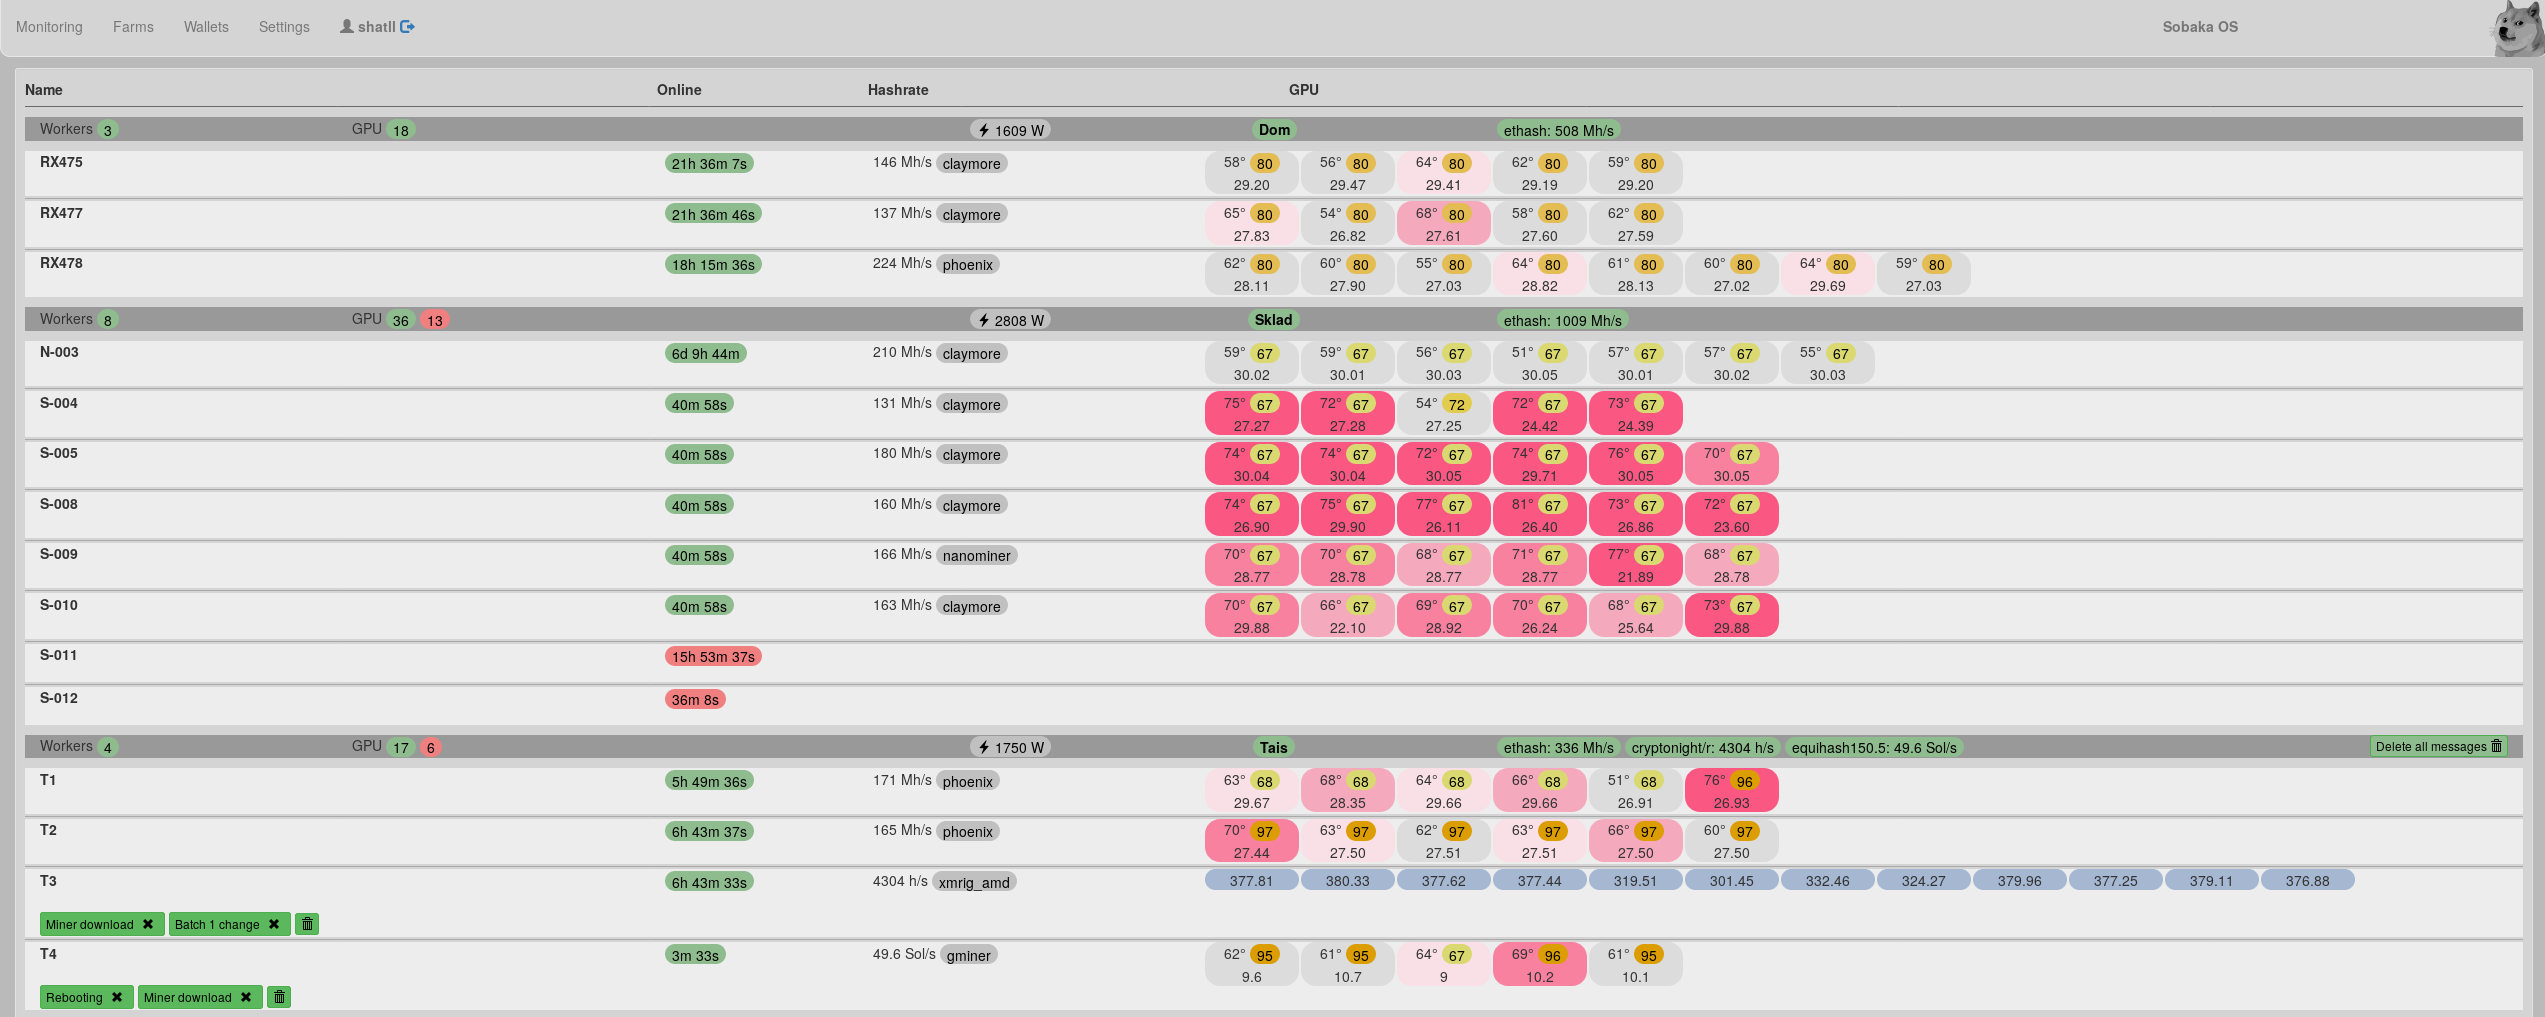 Monitoring Farms Wallets Settings shatll Sobaka OS
Name Online Hashrate GPU
Workers 3 GPU 18 1609 W Dom ethash: 508 Mh/s
RX475 21h 36m 7s 146 Mh/s claymore 58° 80 56° 80 64° 80 62° 80 59° 80
29.20 29.47 29.41 29.19 29.20
RX477 21h 36m 46s 137 Mh/s claymore 65° 80 54° 80 68° 80 58° 80 62° 80
27.83 26.82 27.61 27.60 27.59
RX478 18h 15m 36s 224 Mh/s phoenix 62° 80 60° 80 55° 80 64° 80 61° 80 60° 80 64° 80 59° 80
28.11 27.90 27.03 28.82 28.13 27.02 29.69 27.03
Workers 8 GPU 36 13 2808 W Sklad ethash: 1009 Mh/s
N-003 6d 9h 44m 210 Mh/s claymore 59° 67 59° 67 56° 67 51° 67 57° 67 57° 67 55° 67
30.02 30.01 30.03 30.05 30.01 30.02 30.03
S-004 40m 58s 131 Mh/s claymore 75° 67 72° 67 54° 72 72° 67 73° 67
27.27 27.28 27.25 24.42 24.39
S-005 40m 58s 180 Mh/s claymore 74° 67 74° 67 72° 67 74° 67 76° 67 70° 67
30.04 30.04 30.05 29.71 30.05 30.05
S-008 40m 58s 160 Mh/s claymore 74° 67 75° 67 77° 67 81° 67 73° 67 72° 67
26.90 29.90 26.11 26.40 26.86 23.60
S-009 40m 58s 166 Mh/s nanominer 70° 67 70° 67 68° 67 71° 67 77° 67 68° 67
28.77 28.78 28.77 28.77 21.89 28.78
S-010 40m 58s 163 Mh/s claymore 70° 67 66° 67 69° 67 70° 67 68° 67 73° 67
29.88 22.10 28.92 26.24 25.64 29.88
S-011 15h 53m 37s
S-012 36m 8s
Workers 4 GPU 17 6 1750 W Tais ethash: 336 Mh/s cryptonight/r: 4304 h/s equihash150.5: 49.6 Sol/s Delete all messages
T1 5h 49m 36s 171 Mh/s phoenix 63° 68 68° 68 64° 68 66° 68 51° 68 76° 96
29.67 28.35 29.66 29.66 26.91 26.93
T2 6h 43m 37s 165 Mh/s phoenix 70° 97 63° 97 62° 97 63° 97 66° 97 60° 97
27.44 27.50 27.51 27.51 27.50 27.50
T3 6h 43m 33s 4304 h/s xmrig_amd 377.81 380.33 377.62 377.44 319.51 301.45 332.46 324.27 379.96 377.25 379.11 376.88
Miner download Batch 1 change
T4 3m 33s 49.6 Sol/s gminer 62° 95 61° 95 64° 67 69° 96 61° 95
9.6 10.7 9 10.2 10.1
Rebooting Miner download